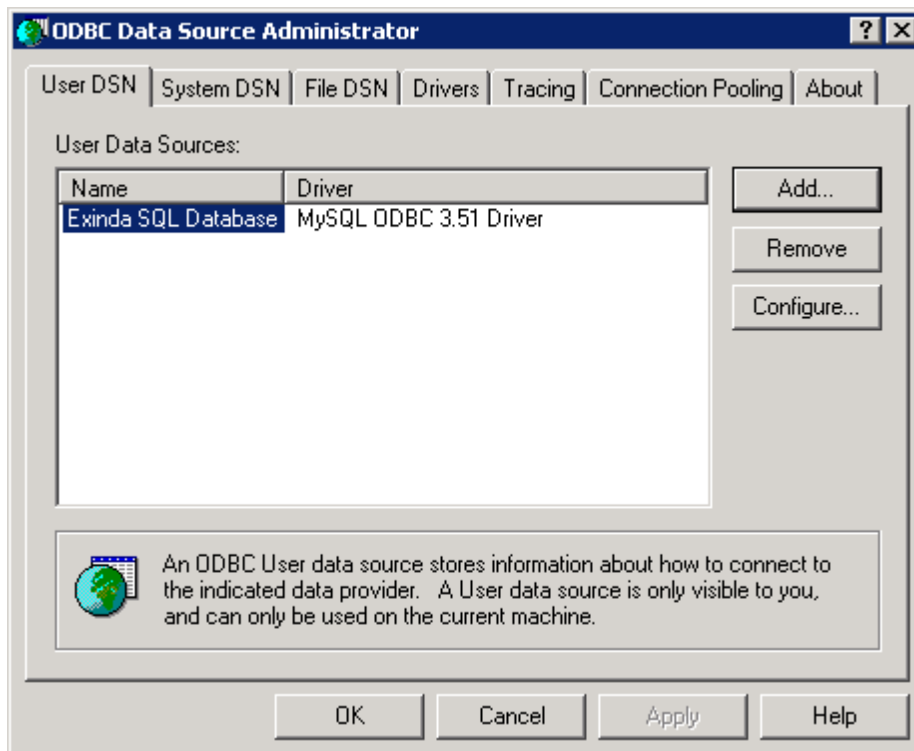 ODBC Data Source Administrator
User DSN System DSN File DSN Drivers Tracing Connection Pooling About
User Data Sources:
Name Driver
Exinda SQL Database MySQL ODBC 3.51 Driver
Add...
Remove
Configure...
An ODBC User data source stores information about how to connect to
the indicated data provider. A User data source is only visible to you,
and can only be used on the current machine.
OK Cancel Apply Help